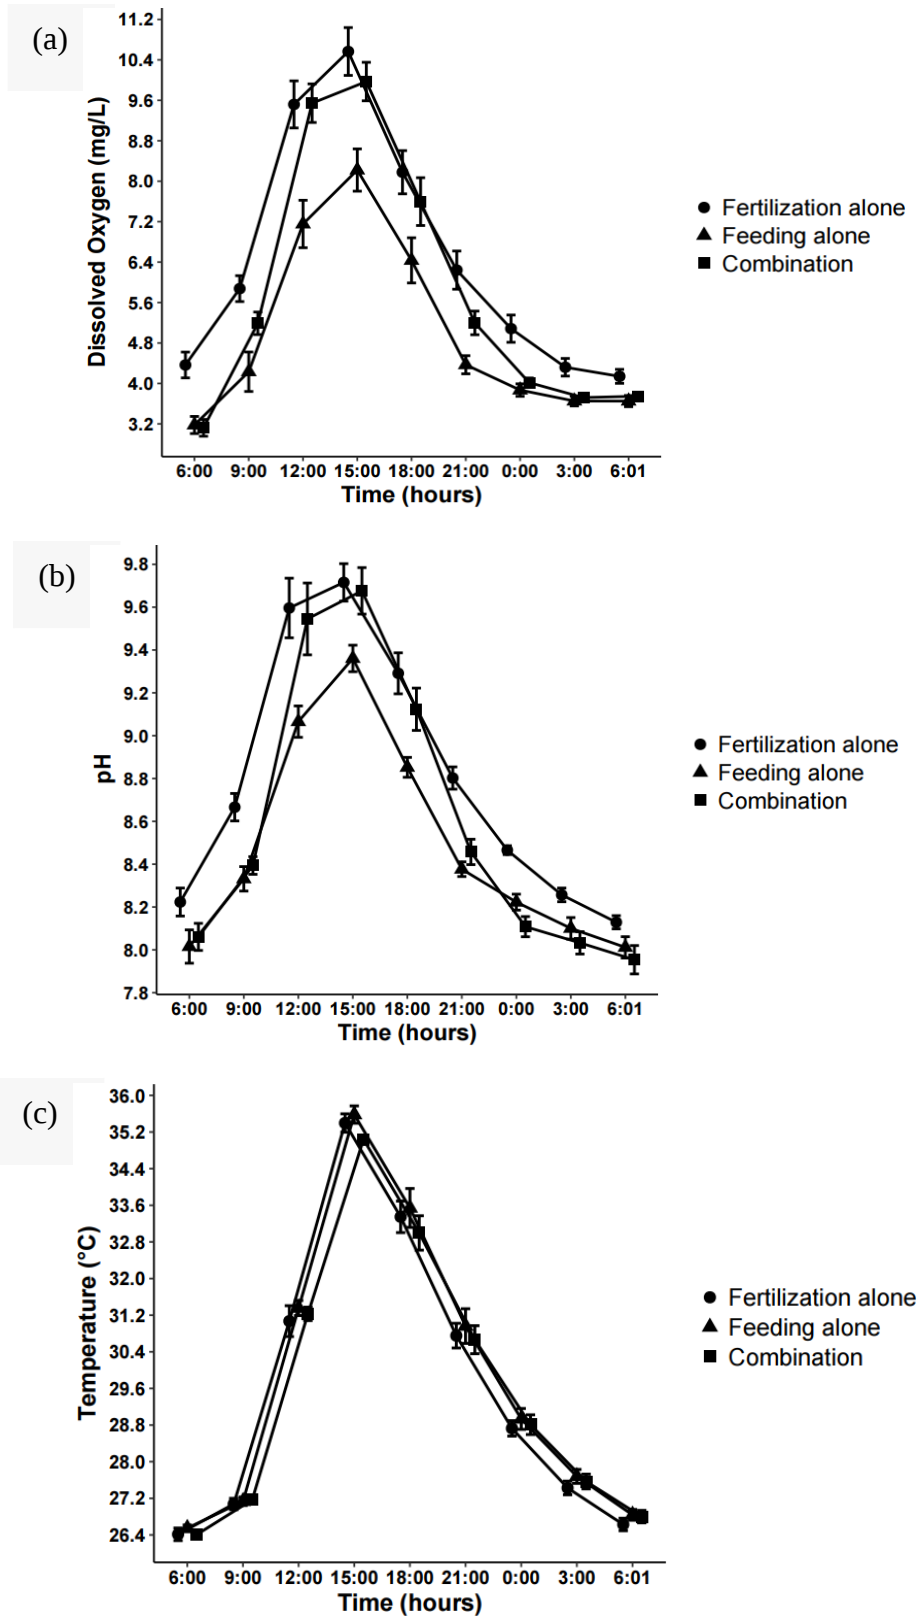 (a)
11.2
10.4
9.6
8.8
8.0
7.2
6.4
5.6
4.8
4.0
3.2
Dissolved Oxygen (mg/L)
6:00 9:00 12:00 15:00 18:00 21:00 0:00 3:00 6:01
Time (hours)
Fertilization alone
Feeding alone
Combination
(b)
9.8
9.6
9.4
9.2
9.0
8.8
8.6
8.4
8.2
8.0
7.8
pH
6:00 9:00 12:00 15:00 18:00 21:00 0:00 3:00 6:01
Time (hours)
Fertilization alone
Feeding alone
Combination
(c)
36.0
35.2
34.4
33.6
32.8
32.0
31.2
30.4
29.6
28.8
28.0
27.2
26.4
Temperature (°C)
6:00 9:00 12:00 15:00 18:00 21:00 0:00 3:00 6:01
Time (hours)
Fertilization alone
Feeding alone
Combination